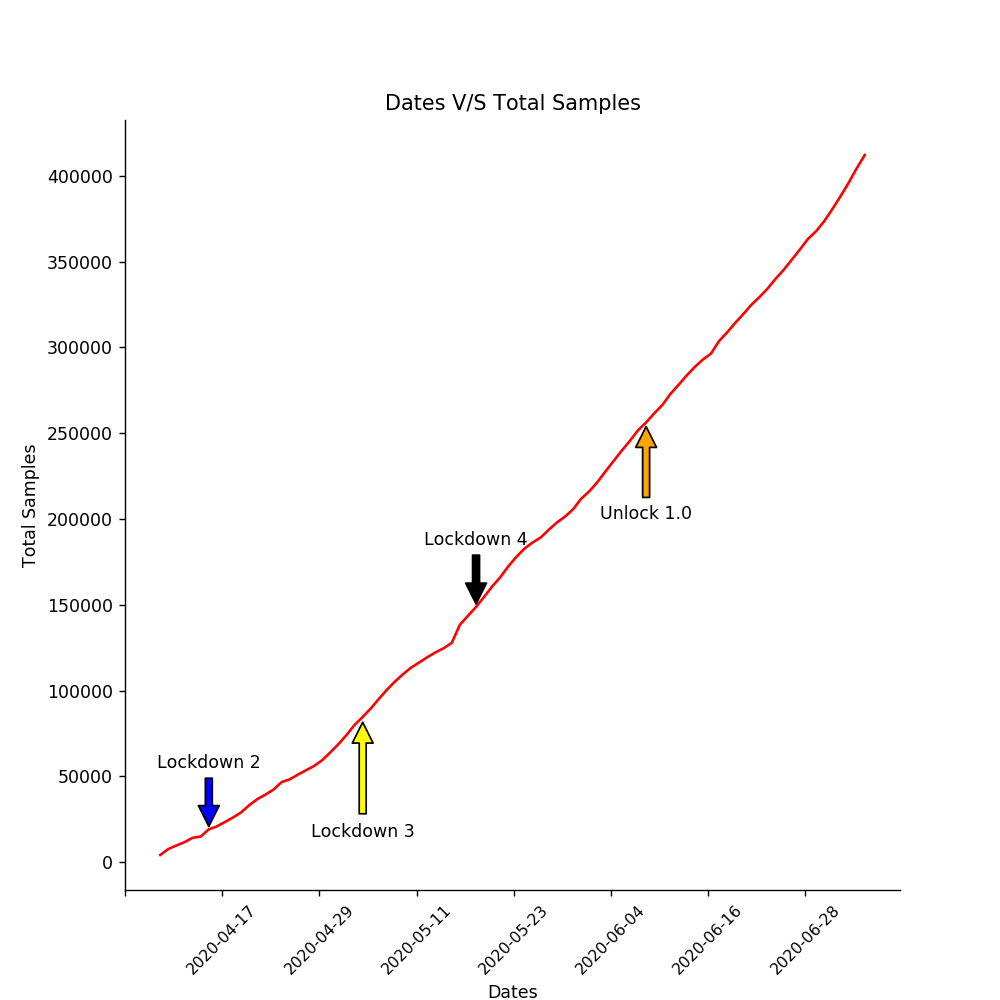 Dates V/S Total Samples
400000
350000
300000
250000
200000
150000
100000
50000
0
Total Samples
Lockdown 2
Lockdown 3
Lockdown 4
Unlock 1.0
2020-04-17
2020-04-29
2020-05-11
2020-05-23
2020-06-04
2020-06-16
2020-06-28
Dates